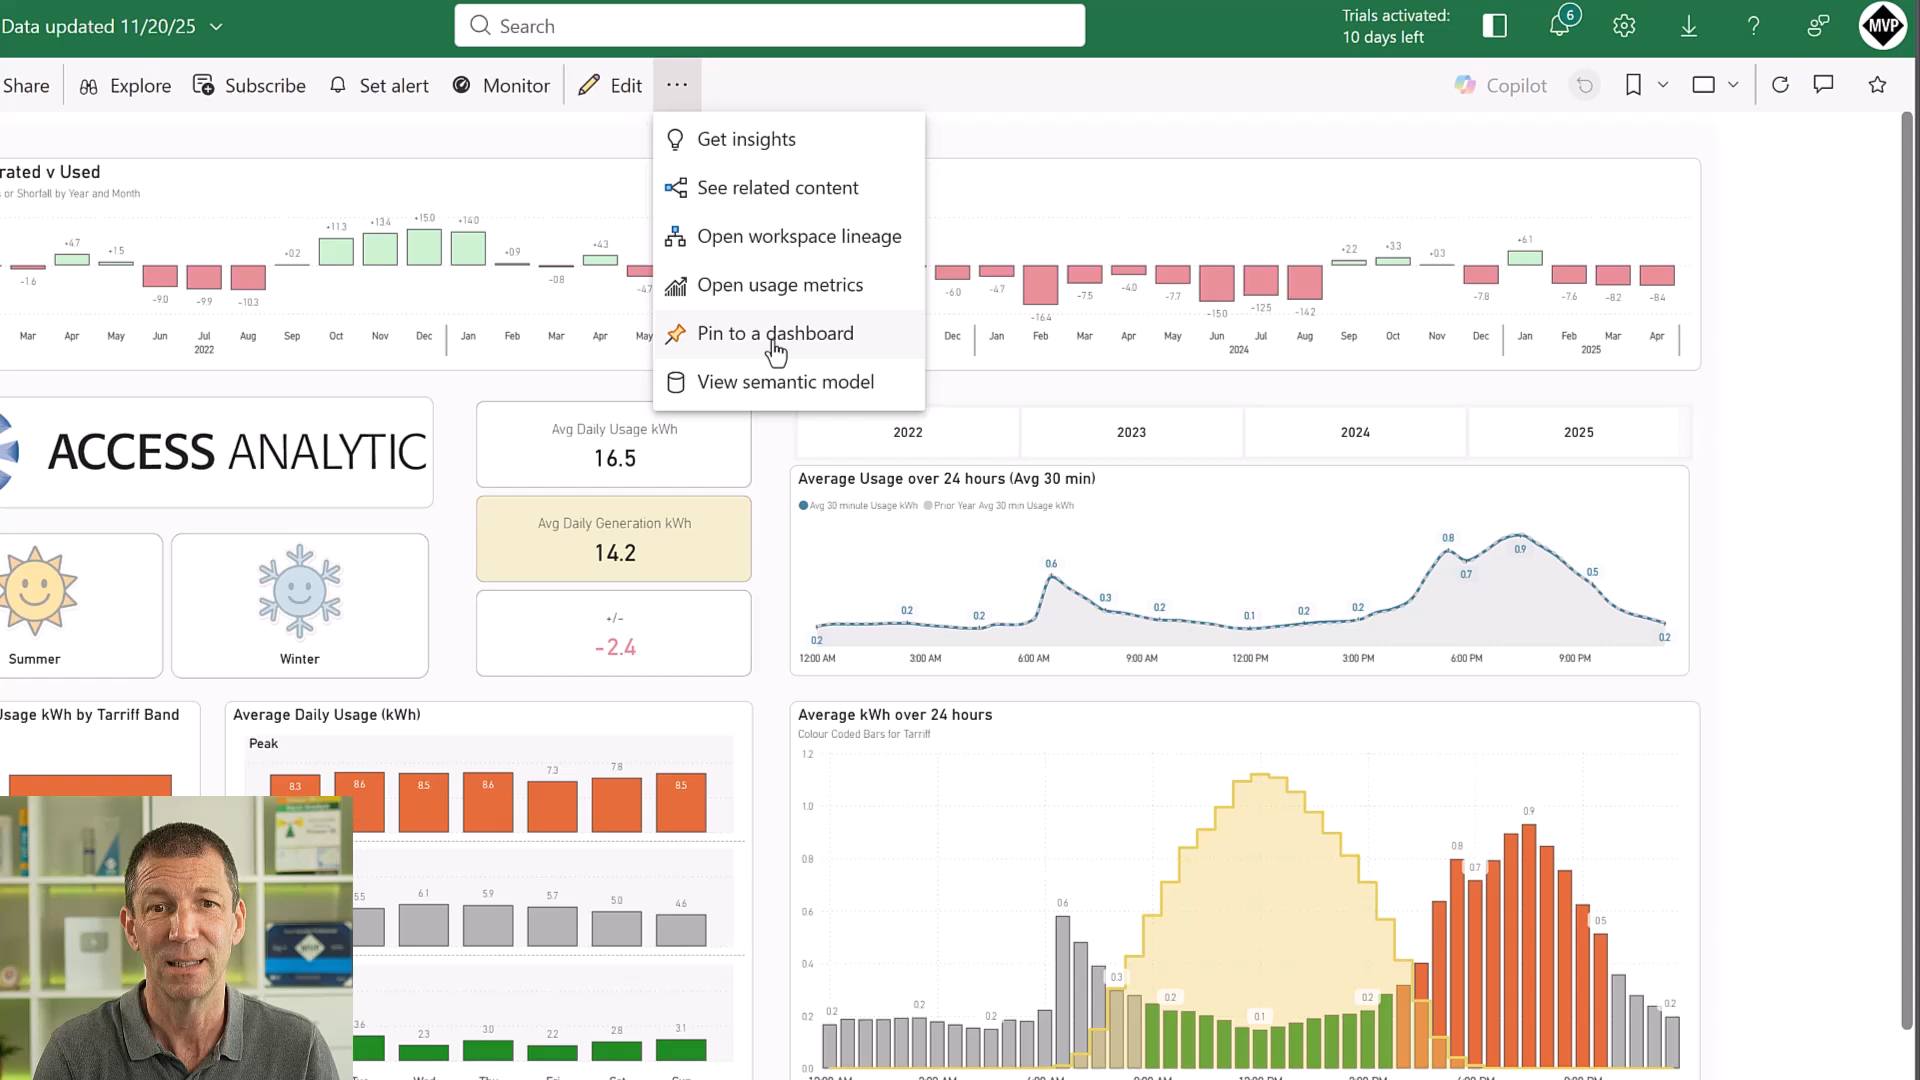 Data updated 11/20/25
Search
Trials activated:
10 days left
6
MVP
Share
Explore
Subscribe
Set alert
Monitor
Edit
...
Copilot
Get insights
See related content
Open workspace lineage
Open usage metrics
Pin to a dashboard
View semantic model
rated v Used
s or Shorfall by Year and Month
-1.6
+4.7
+1.5
-9.0
-9.9
-10.3
+0.2
+11.3
+13.4
+15.0
+14.0
+0.9
-0.8
+4.3
-4.7
-6.0
-4.7
-16.4
-7.5
-4.0
-7.7
-15.0
-12.5
-14.2
+2.2
+3.3
+0.3
-7.8
+6.1
-7.6
-8.2
-8.4
Mar Apr May Jun Jul Aug Sep Oct Nov Dec Jan Feb Mar Apr May Dec Jan Feb Mar Apr May Jun Jul Aug Sep Oct Nov Dec Jan Feb Mar Apr
2022 2024 2025
ACCESS ANALYTIC
Avg Daily Usage kWh
16.5
Avg Daily Generation kWh
14.2
+/-
-2.4
Summer
Winter
2022 2023 2024 2025
Average Usage over 24 hours (Avg 30 min)
Avg 30 minute Usage kWh Prior Year Avg 30 min Usage kWh
0.2 0.2 0.2 0.6 0.3 0.2 0.1 0.2 0.2 0.8 0.7 0.9 0.5 0.2
12:00 AM 3:00 AM 6:00 AM 9:00 AM 12:00 PM 3:00 PM 6:00 PM 9:00 PM
Usage kWh by Tarriff Band
Average Daily Usage (kWh)
Peak
8.3 8.6 8.5 8.6 7.3 7.8 8.5
5.5 6.1 5.9 5.7 5.0 4.6
3.6 2.3 3.0 2.2 2.8 3.1
Average kWh over 24 hours
Colour Coded Bars for Tarriff
1.2
1.0
0.8
0.6
0.4
0.2
0.0
0.2 0.2 0.2 0.6 0.3 0.2 0.1 0.2 0.8 0.7 0.9 0.5 0.2